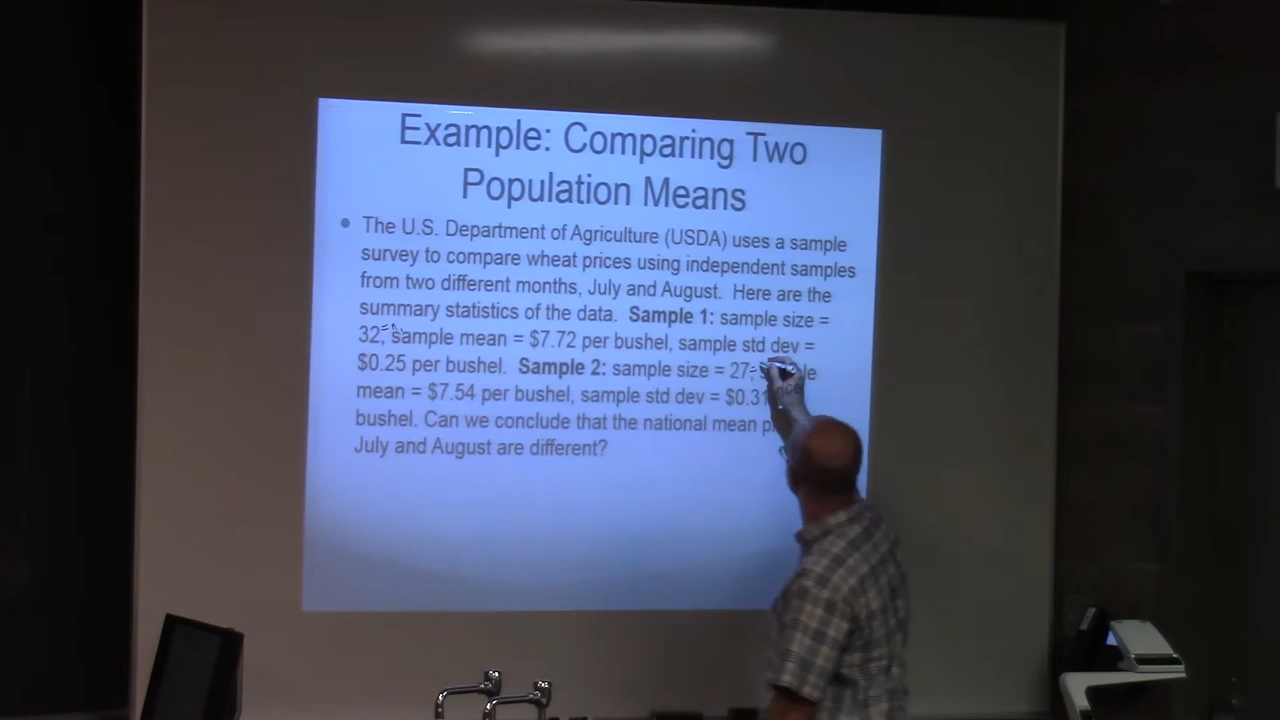 Example: Comparing Two
Population Means
• The U.S. Department of Agriculture (USDA) uses a sample
survey to compare wheat prices using independent samples
from two different months, July and August. Here are the
summary statistics of the data. Sample 1: sample size =
32, sample mean = $7.72 per bushel, sample std dev =
$0.25 per bushel. Sample 2: sample size = 27,
mean = $7.54 per bushel, sample std dev = $0.31
bushel. Can we conclude that the national mean
July and August are different?